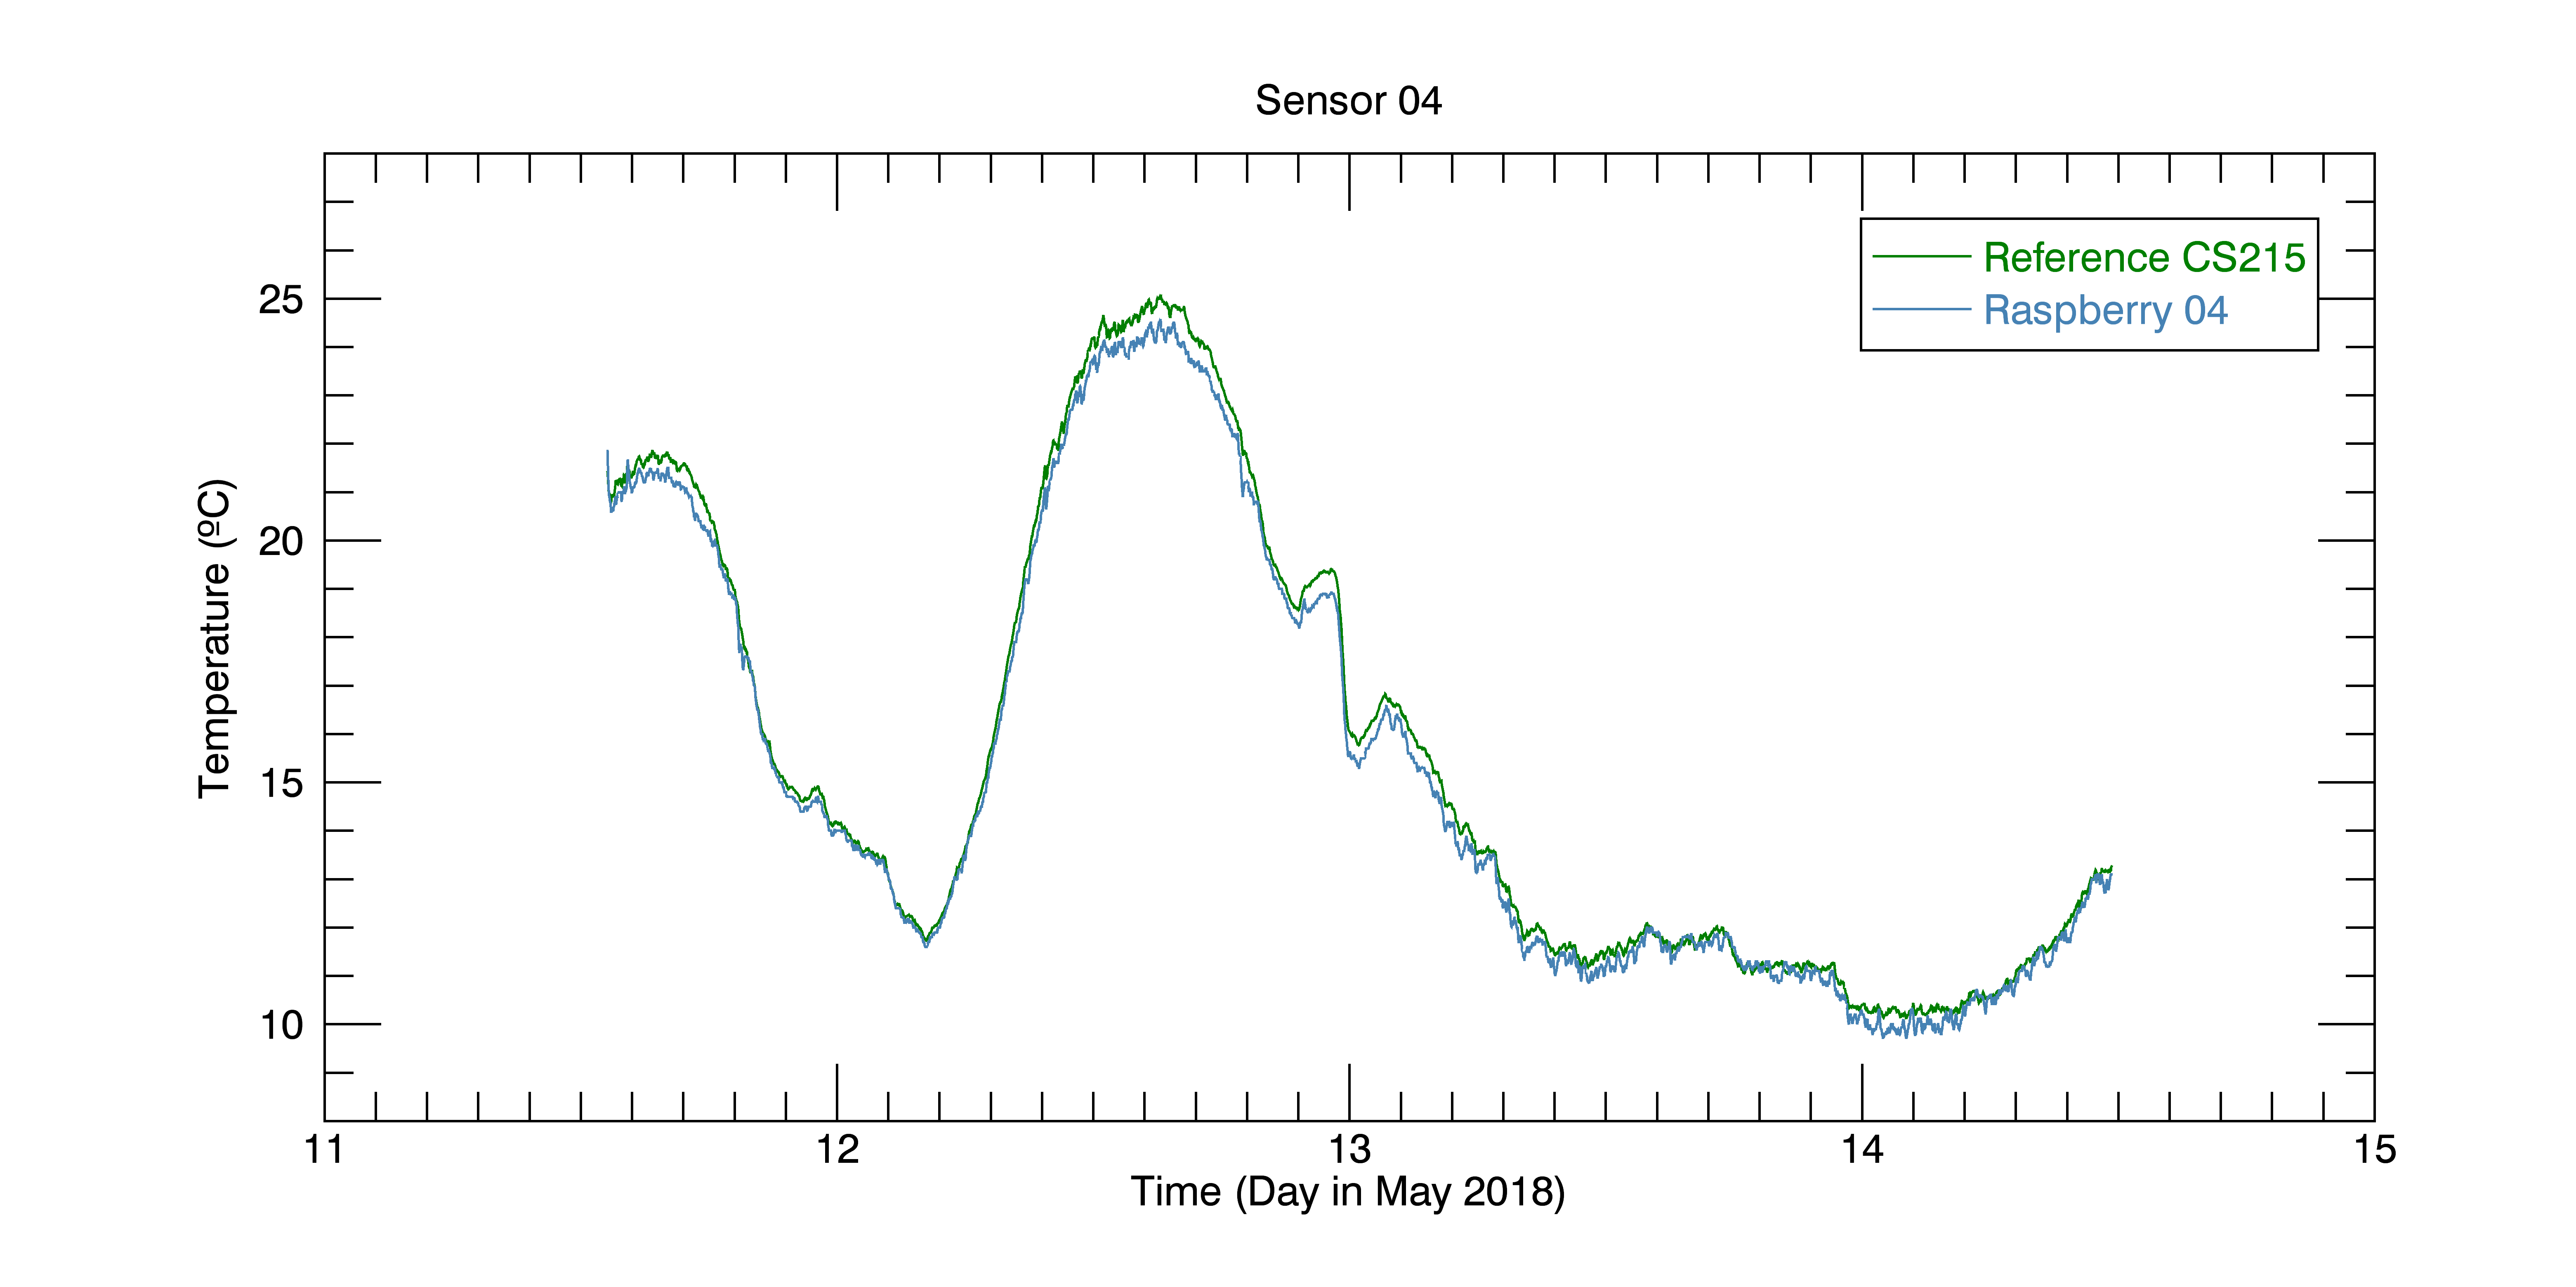 Sensor 04
Reference CS215
Raspberry 04
Temperature (ºC)
25
20
15
10
11 12 13 14 15
Time (Day in May 2018)